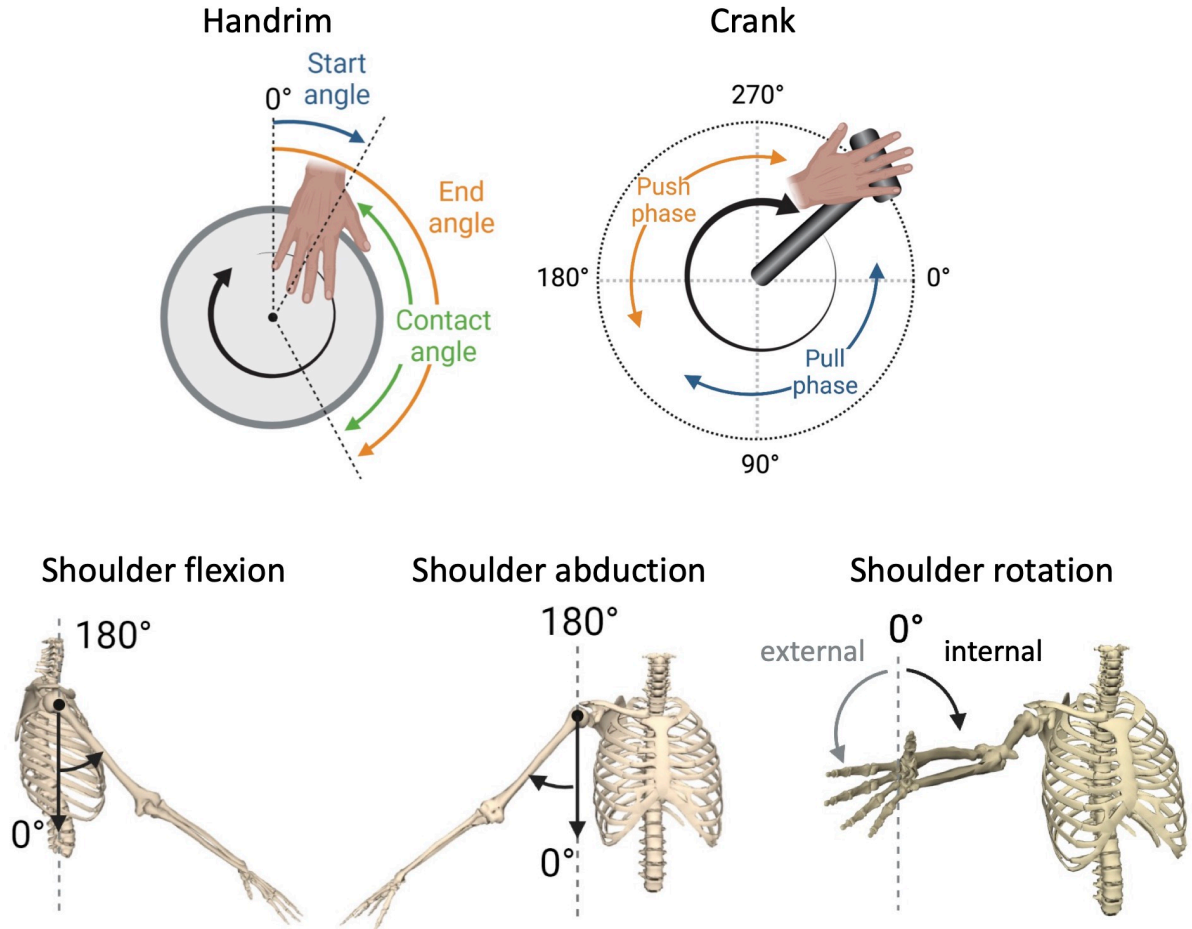 Handrim
Crank
Start
angle
0°
End
angle
Contact
angle
270°
Push
phase
180°
0°
Pull
phase
90°
Shoulder flexion
Shoulder abduction
Shoulder rotation
180°
0°
180°
0°
0°
external
internal